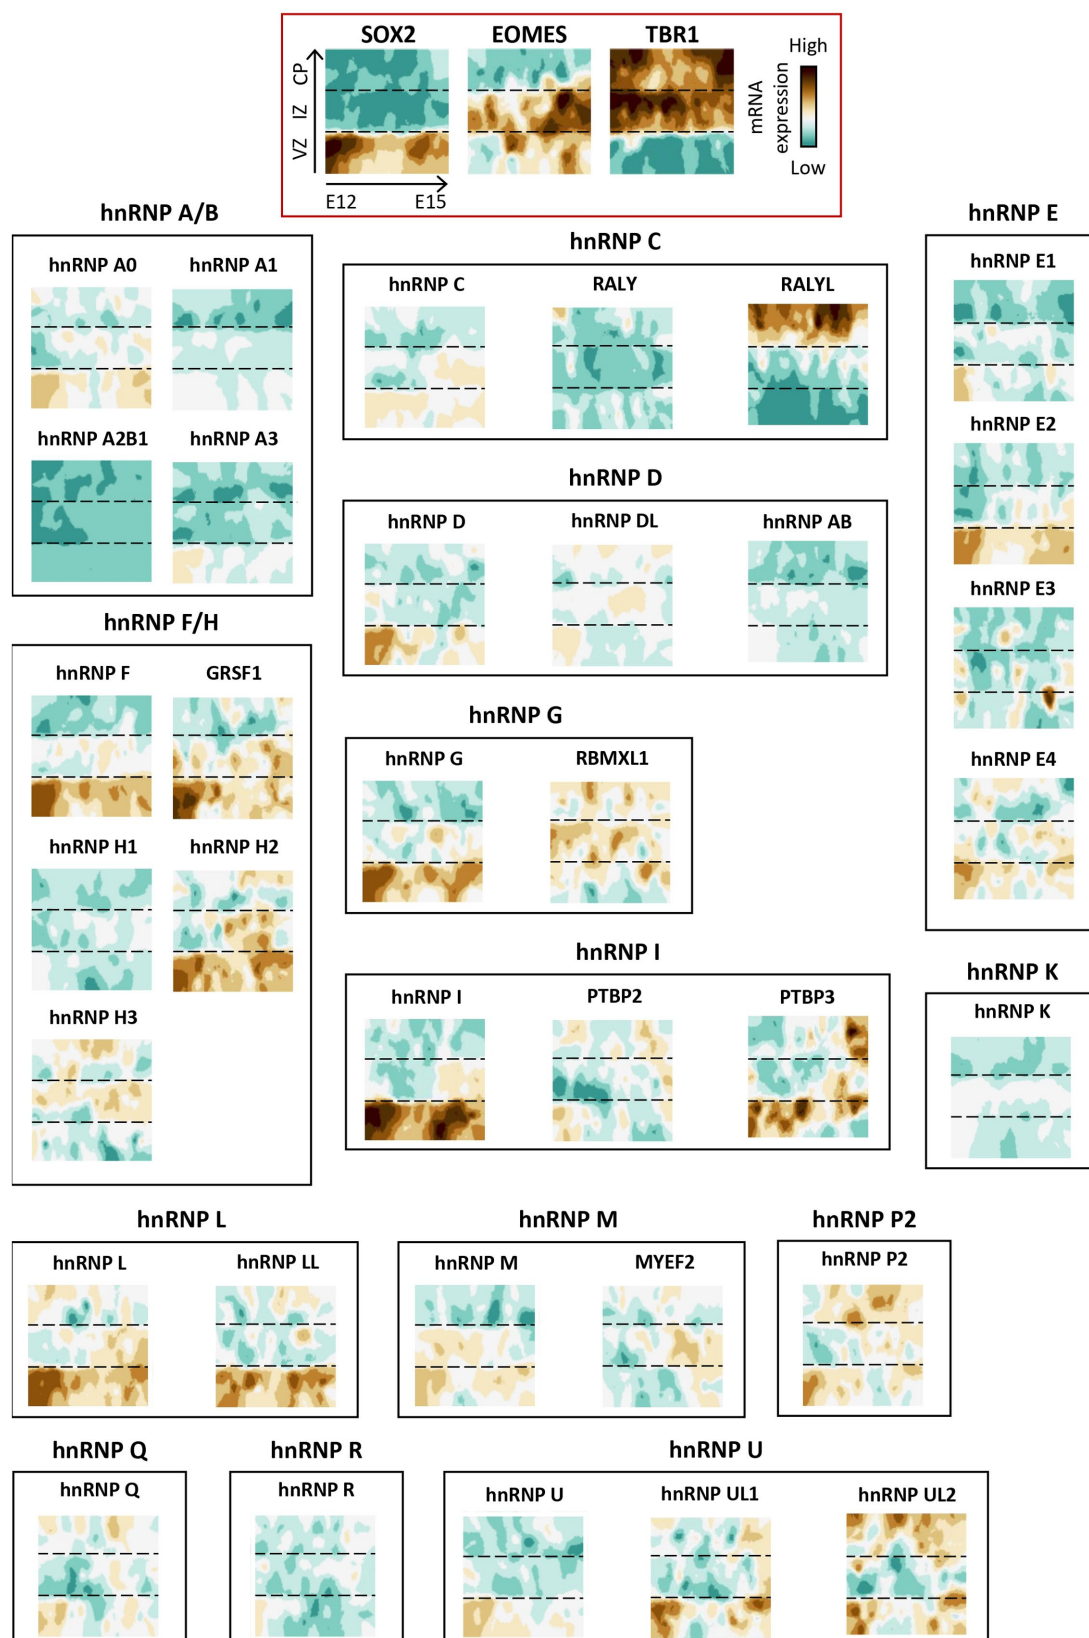 SOX2 EOMES TBR1
High
CP
IZ
VZ
mRNA
expression
Low
E12 E15
hnRNP A/B
hnRNP A0 hnRNP A1
hnRNP A2B1 hnRNP A3
hnRNP C
hnRNP C RALY RALYL
hnRNP E
hnRNP E1
hnRNP E2
hnRNP E3
hnRNP E4
hnRNP D
hnRNP D hnRNP DL hnRNP AB
hnRNP F/H
hnRNP F GRSF1
hnRNP H1 hnRNP H2
hnRNP H3
hnRNP G
hnRNP G RBMXL1
hnRNP I
hnRNP I PTBP2 PTBP3
hnRNP K
hnRNP K
hnRNP L
hnRNP L hnRNP LL
hnRNP M
hnRNP M MYEF2
hnRNP P2
hnRNP P2
hnRNP Q
hnRNP Q
hnRNP R
hnRNP R
hnRNP U
hnRNP U hnRNP UL1 hnRNP UL2